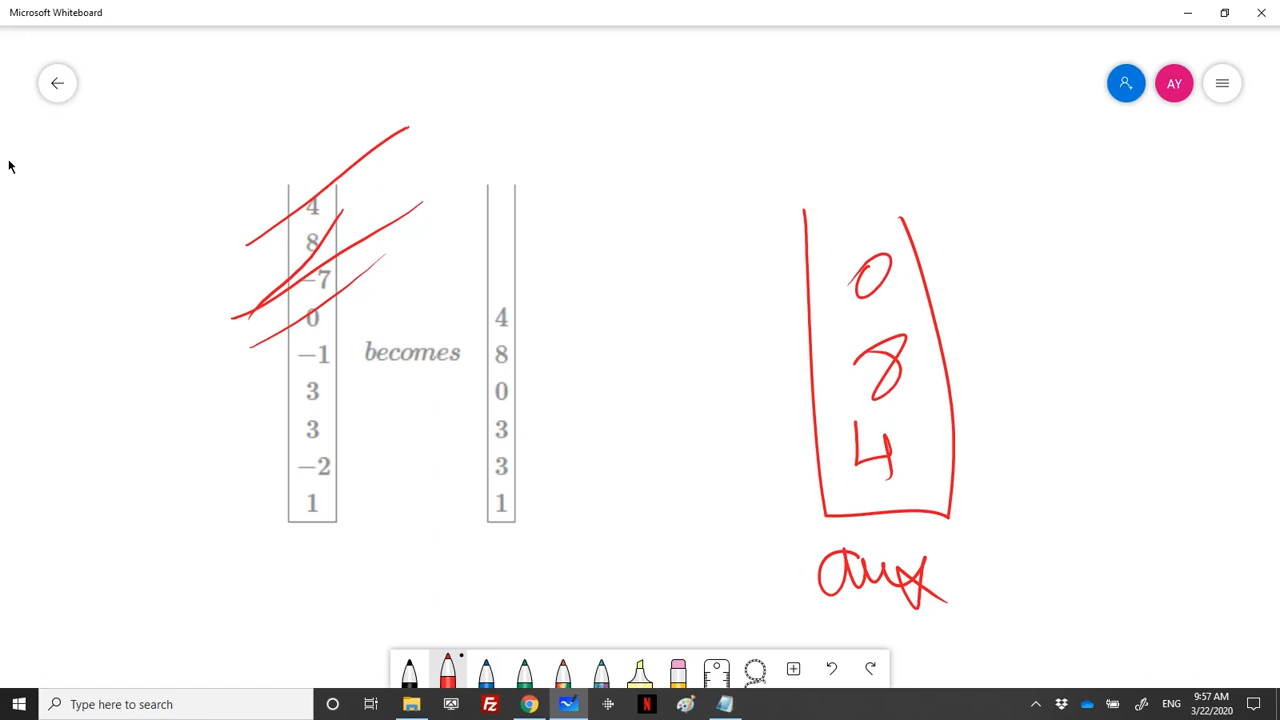 Microsoft Whiteboard
AY
4
8
−7
0
−1
3
3
−2
1
becomes
4
8
0
3
3
1
0
8
4
aux
Type here to search
Fz
N
ENG
9:57 AM
3/22/2020